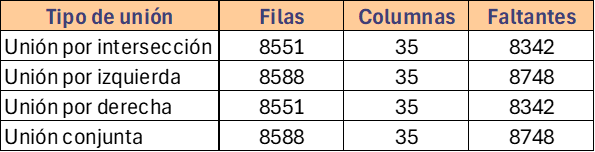 Tipo de unión Filas Columnas Faltantes
Unión por intersección 8551 35 8342
Unión por izquierda 8588 35 8748
Unión por derecha 8551 35 8342
Unión conjunta 8588 35 8748